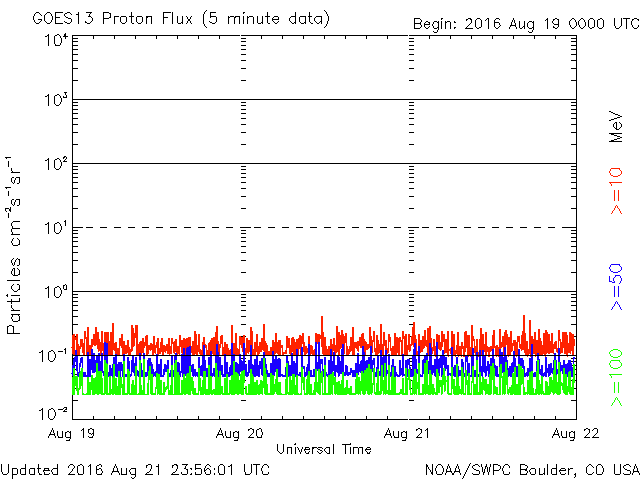 GOES13 Proton Flux (5 minute data) Begin: 2016 Aug 19 0000 UTC
10⁴
10³
10²
10¹
10⁰
10⁻¹
10⁻²
Particles cm⁻²s⁻¹sr⁻¹
MeV
>=10
>=50
>=100
Aug 19 Aug 20 Aug 21 Aug 22
Universal Time
Updated 2016 Aug 21 23:56:01 UTC NOAA/SWPC Boulder, CO USA